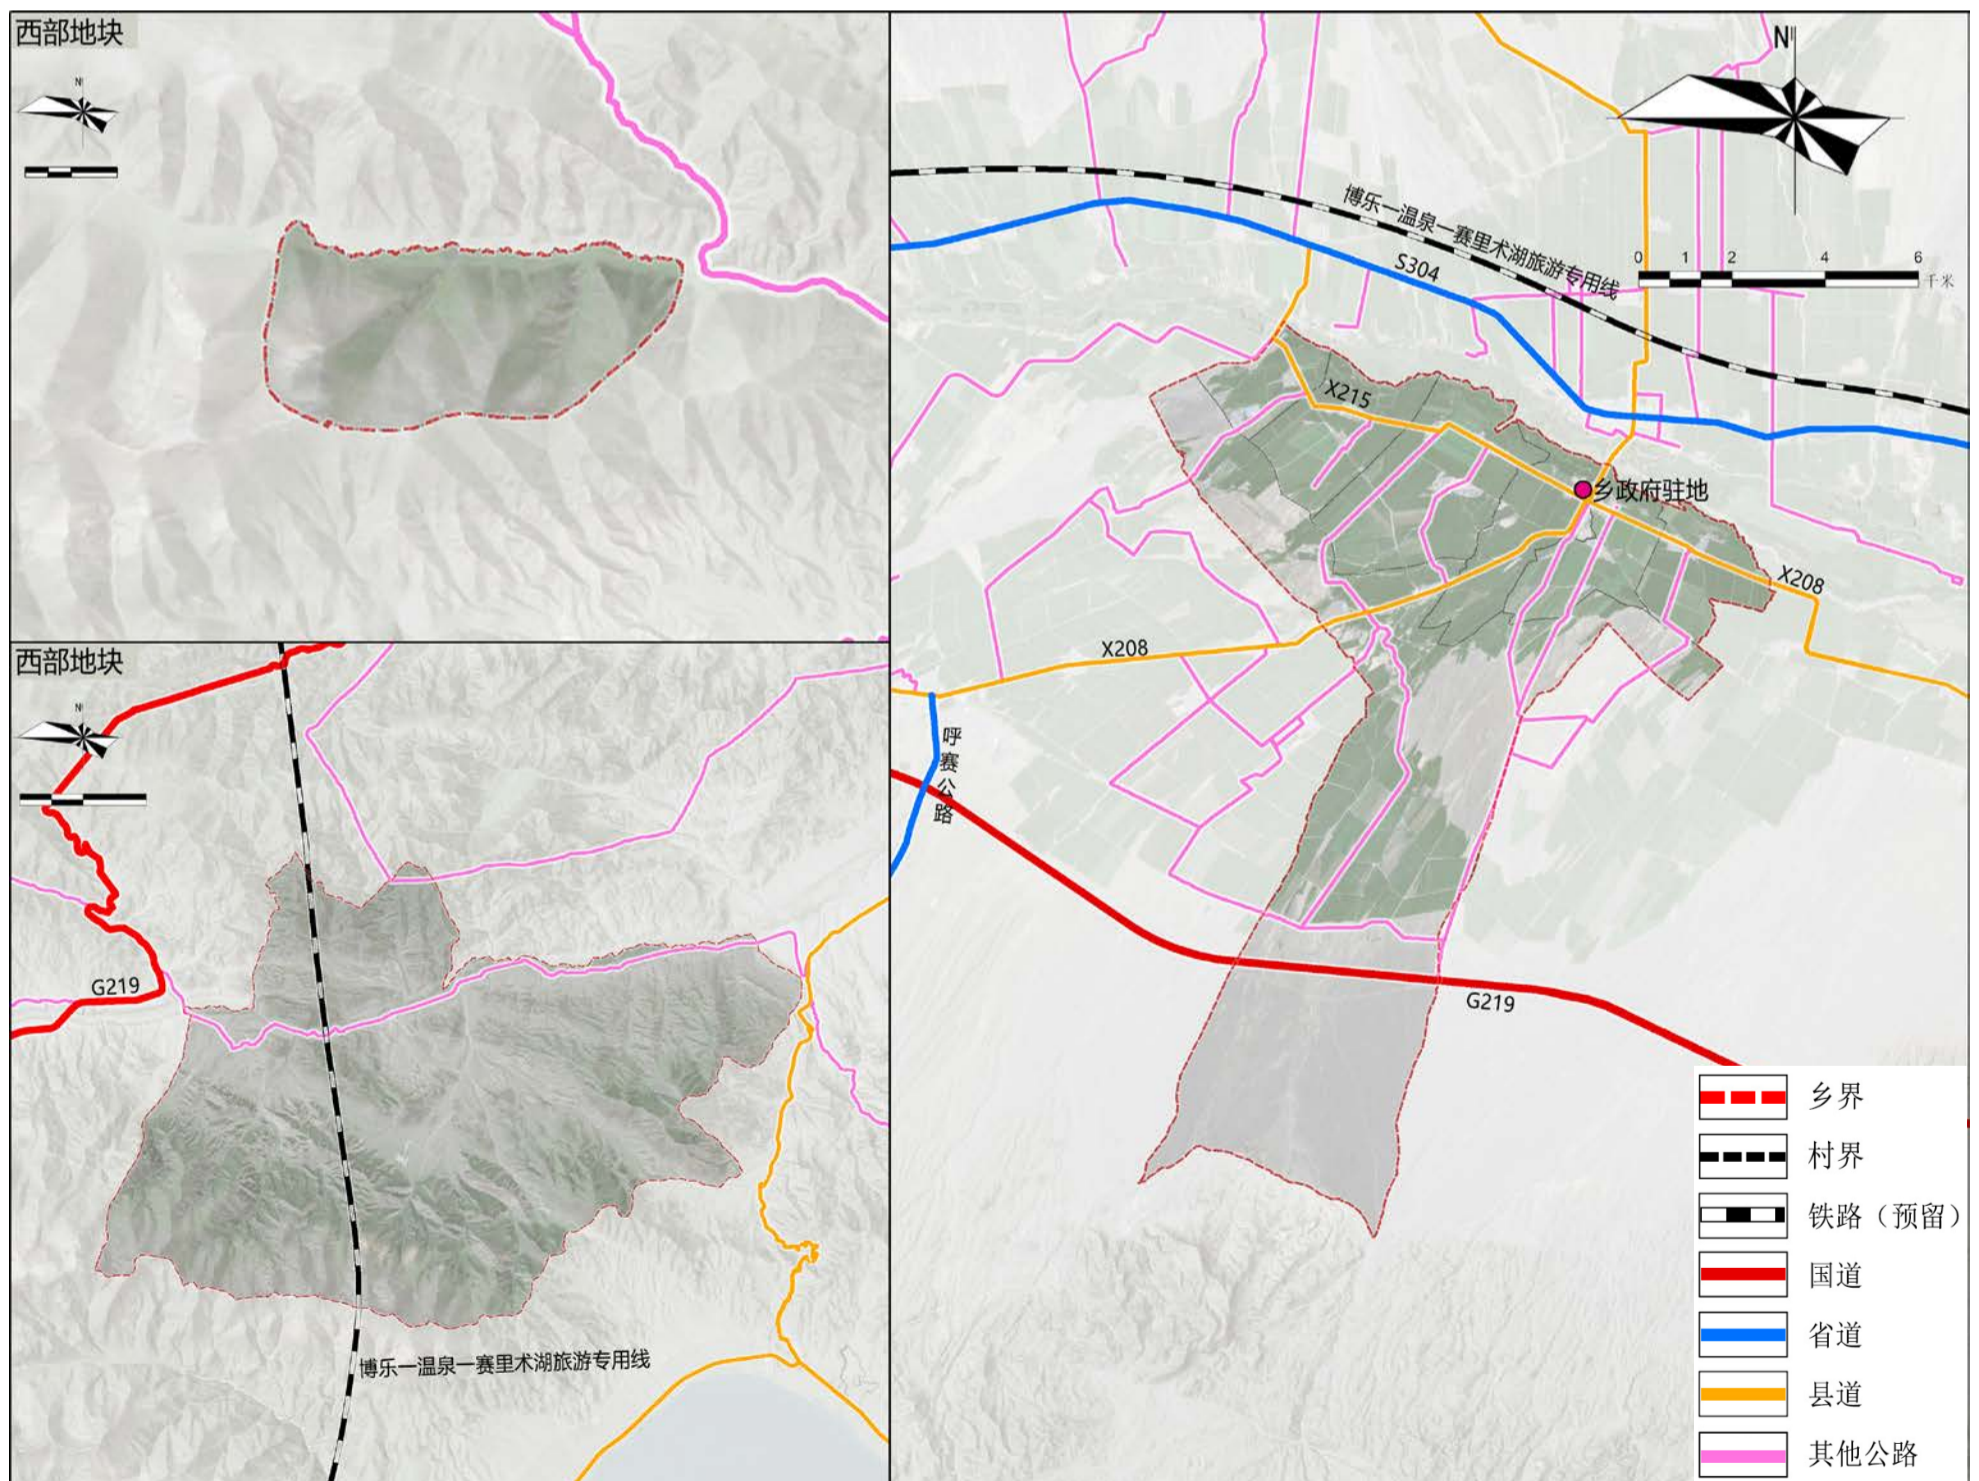 西部地块
N
西部地块
N
G219
博乐一温泉一赛里术湖旅游专用线
N
0 1 2 4 6
千米
博乐一温泉一赛里术湖旅游专用线
S304
X215
乡政府驻地
X208
X208
呼赛公路
G219
乡界
村界
铁路（预留）
国道
省道
县道
其他公路